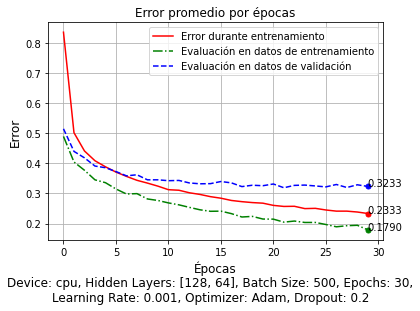 Error promedio por épocas
Error durante entrenamiento
Evaluación en datos de entrenamiento
Evaluación en datos de validación
0.8
0.7
0.6
0.5
0.4
0.3
0.2
Error
0.3233
0.2333
0.1790
0 5 10 15 20 25 30
Épocas
Device: cpu, Hidden Layers: [128, 64], Batch Size: 500, Epochs: 30,
Learning Rate: 0.001, Optimizer: Adam, Dropout: 0.2